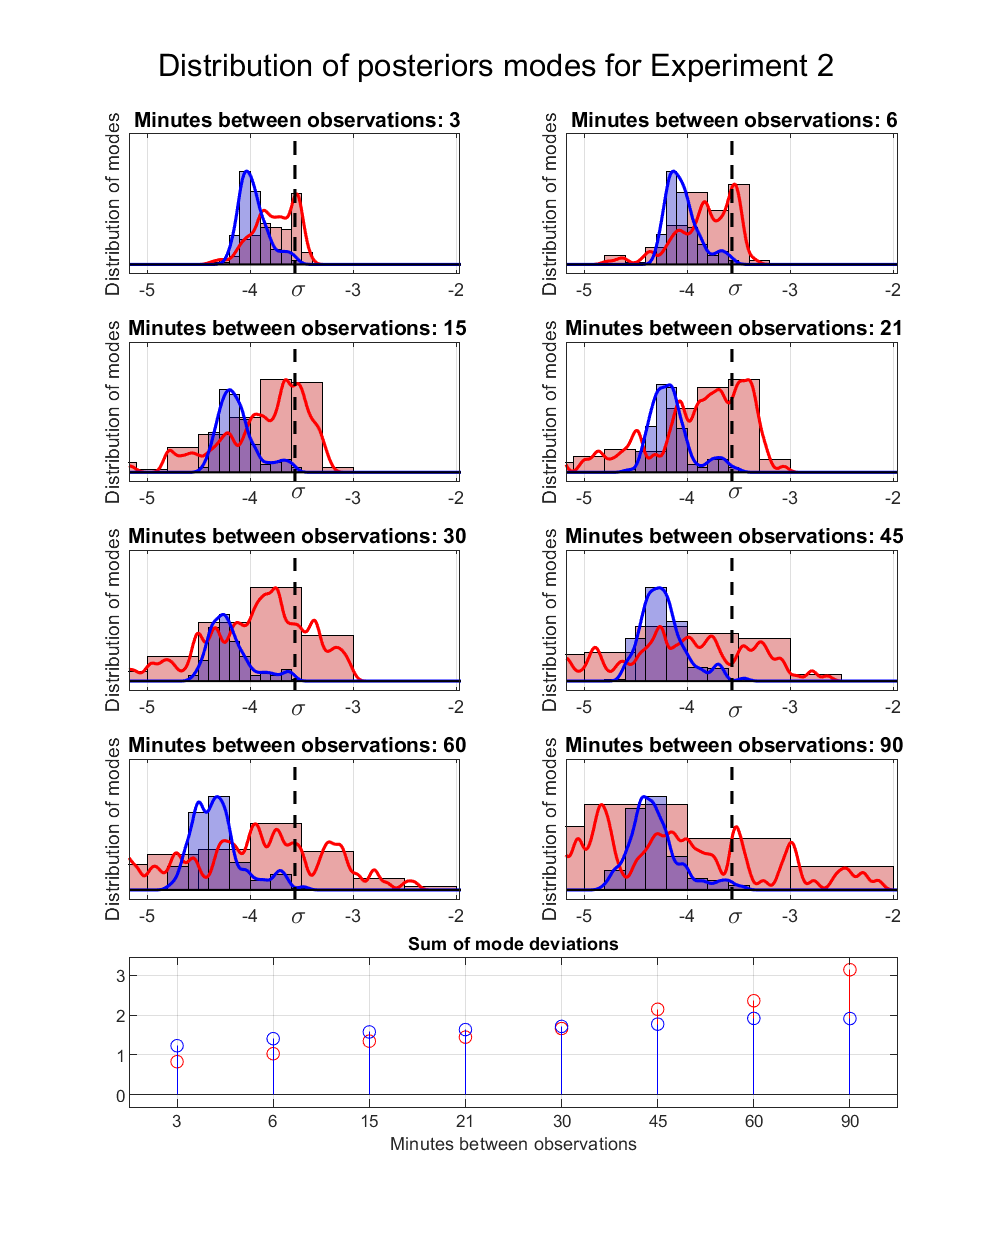 Distribution of posteriors modes for Experiment 2
Minutes between observations: 3
Distribution of modes
-5 -4 σ -3 -2
Minutes between observations: 6
Distribution of modes
-5 -4 σ -3 -2
Minutes between observations: 15
Distribution of modes
-5 -4 σ -3 -2
Minutes between observations: 21
Distribution of modes
-5 -4 σ -3 -2
Minutes between observations: 30
Distribution of modes
-5 -4 σ -3 -2
Minutes between observations: 45
Distribution of modes
-5 -4 σ -3 -2
Minutes between observations: 60
Distribution of modes
-5 -4 σ -3 -2
Minutes between observations: 90
Distribution of modes
-5 -4 σ -3 -2
Sum of mode deviations
3
2
1
0
3 6 15 21 30 45 60 90
Minutes between observations